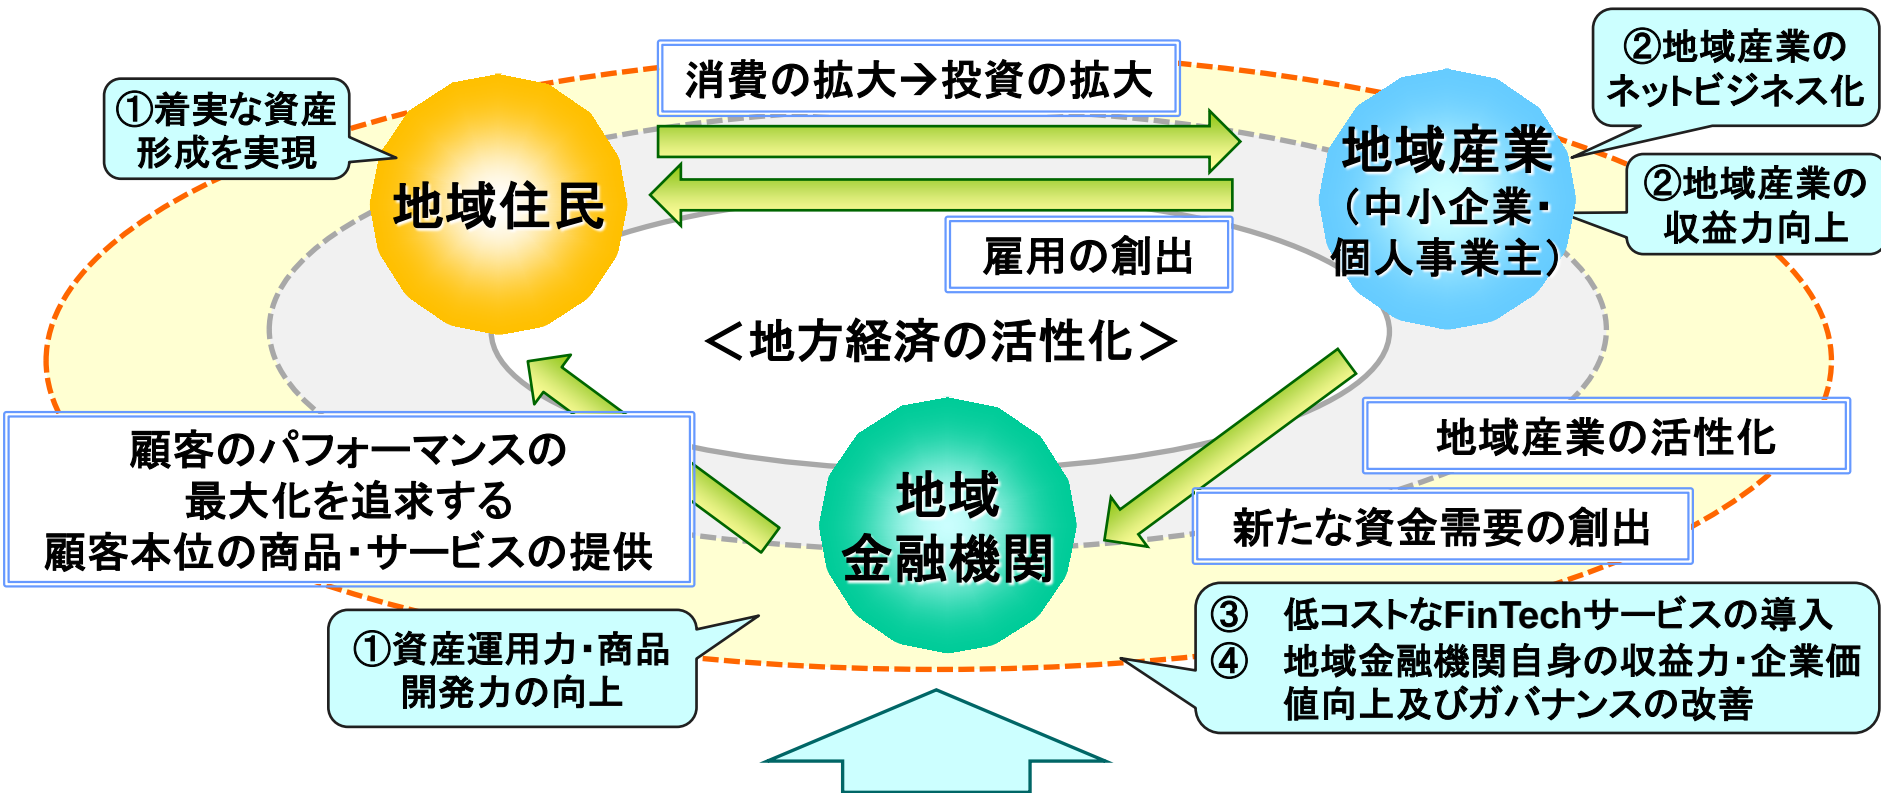 消費の拡大→投資の拡大
①着実な資産
形成を実現
②地域産業の
ネットビジネス化
地域住民
地域産業
（中小企業・
個人事業主）
②地域産業の
収益力向上
雇用の創出
＜地方経済の活性化＞
顧客のパフォーマンスの
最大化を追求する
顧客本位の商品・サービスの提供
地域
金融機関
地域産業の活性化
新たな資金需要の創出
①資産運用力・商品
開発力の向上
③ 低コストなFinTechサービスの導入
④ 地域金融機関自身の収益力・企業価
値向上及びガバナンスの改善